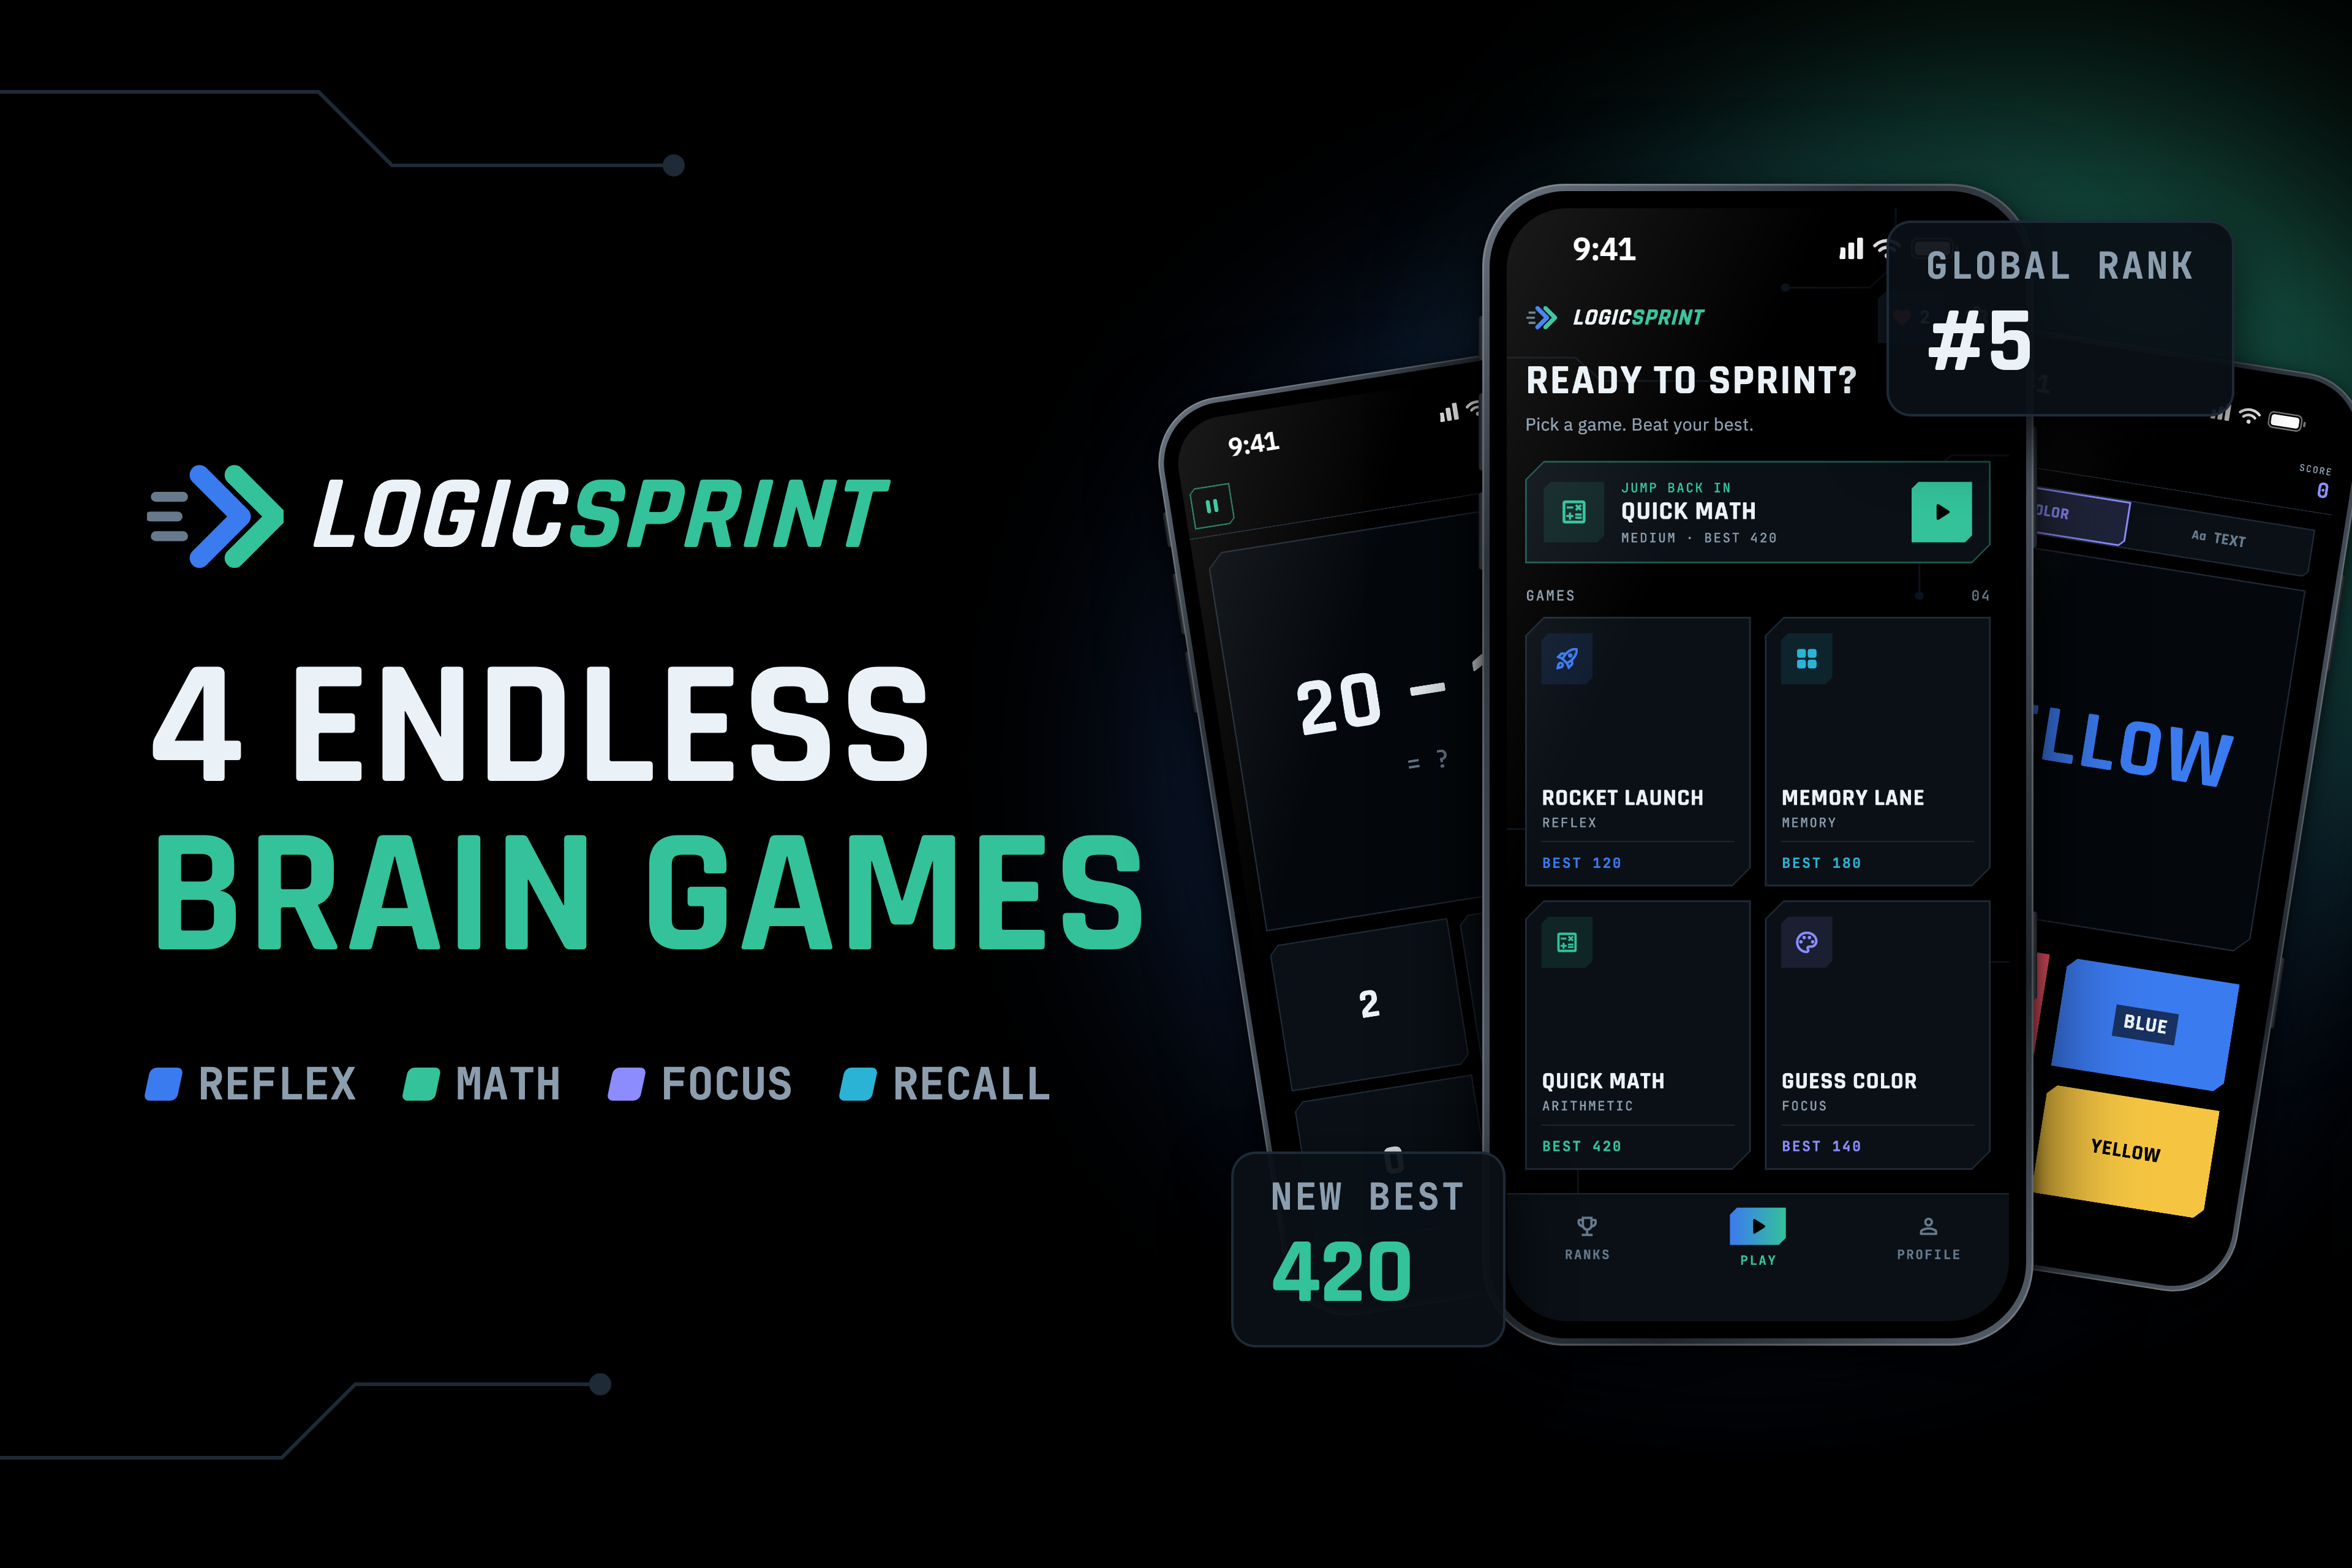 LOGICSPRINT
4 ENDLESS
BRAIN GAMES
REFLEX MATH FOCUS RECALL
9:41
20 –
= ?
2
0
NEW BEST
420
9:41
LOGICSPRINT
READY TO SPRINT?
Pick a game. Beat your best.
JUMP BACK IN
QUICK MATH
MEDIUM · BEST 420
GAMES 04
ROCKET LAUNCH
REFLEX
BEST 120
MEMORY LANE
MEMORY
BEST 180
QUICK MATH
ARITHMETIC
BEST 420
GUESS COLOR
FOCUS
BEST 140
RANKS
PLAY
PROFILE
GLOBAL RANK
#5
SCORE
0
OLOR
Aa TEXT
LLOW
BLUE
YELLOW